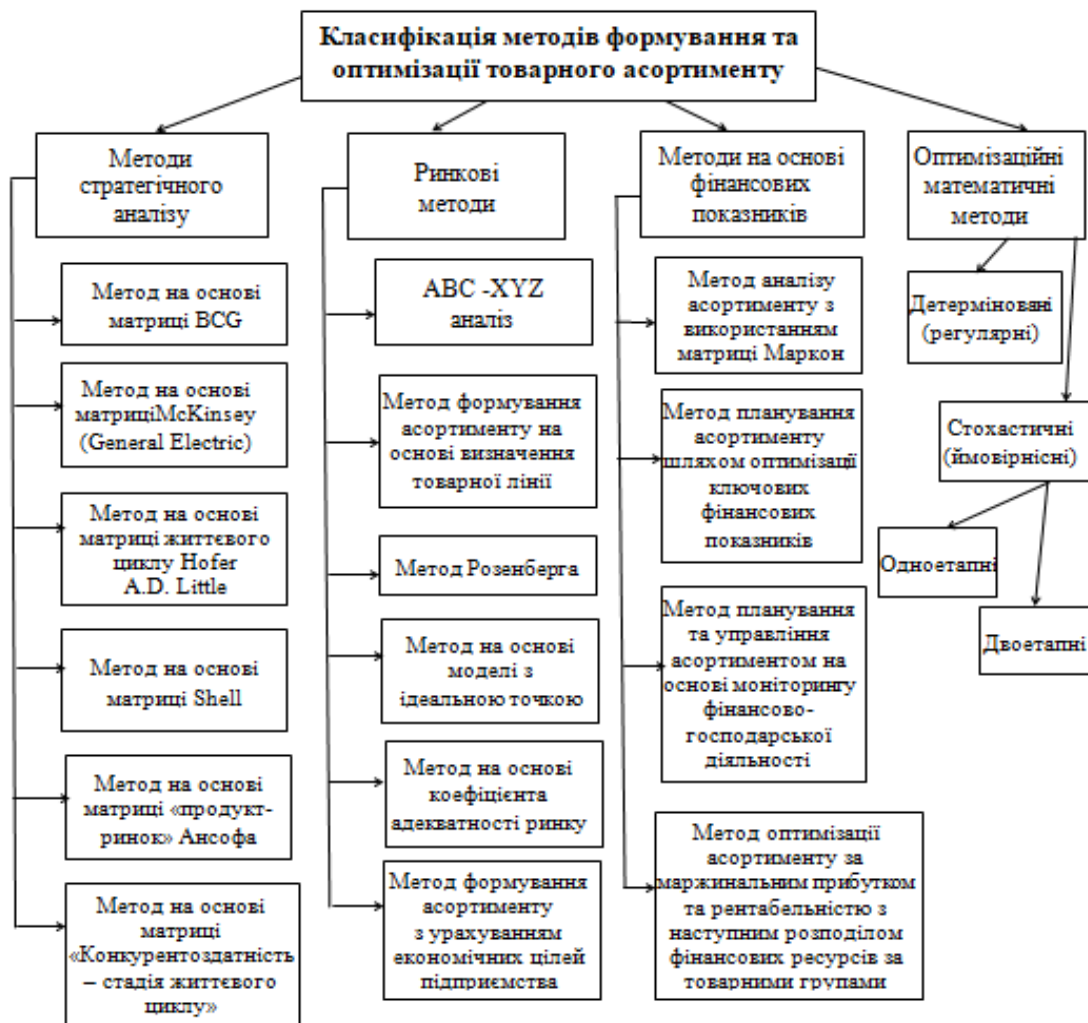 Класифікація методів формування та
оптимізації товарного асортименту
Методи
стратегічного
аналізу
Метод на основі
матриці BCG
Метод на основі
матриціМcKinsey
(General Electric)
Метод на основі
матриці життєвого
циклу Hofer
A.D. Little
Метод на основі
матриці Shell
Метод на основі
матриці «продукт-
ринок» Ансофа
Метод на основі
матриці
«Конкурентоздатність
– стадія життєвого
циклу»
Ринкові
методи
ABC -XYZ
аналіз
Метод формування
асортименту на
основі визначення
товарної лінії
Метод Розенберга
Метод на основі
моделі з
ідеальною точкою
Метод на основі
коефіцієнта
адекватності ринку
Метод формування
асортименту
з урахуванням
економічних цілей
підприємства
Методи на основі
фінансових
показників
Метод аналізу
асортименту з
використанням
матриці Маркон
Метод планування
асортименту
шляхом оптимізації
ключових
фінансових
показників
Метод планування
та управління
асортиментом на
основі моніторингу
фінансово-
господарської
діяльності
Метод оптимізації
асортименту за
маржинальним прибутком
та рентабельністю з
наступним розподілом
фінансових ресурсів за
товарними групами
Оптимізаційні
математичні
методи
Детерміновані
(регулярні)
Стохастичні
(ймовірнісні)
Одноетапні
Двоетапні